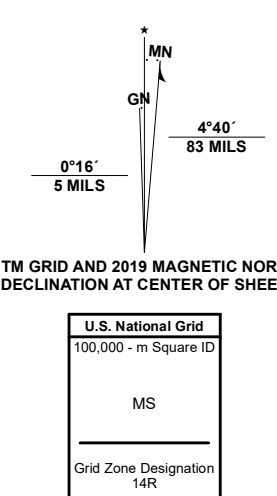 ★
MN
GN
4°40´
83 MILS
0°16´
5 MILS
TM GRID AND 2019 MAGNETIC NOR
DECLINATION AT CENTER OF SHEE
U.S. National Grid
100,000 - m Square ID
MS
Grid Zone Designation
14R